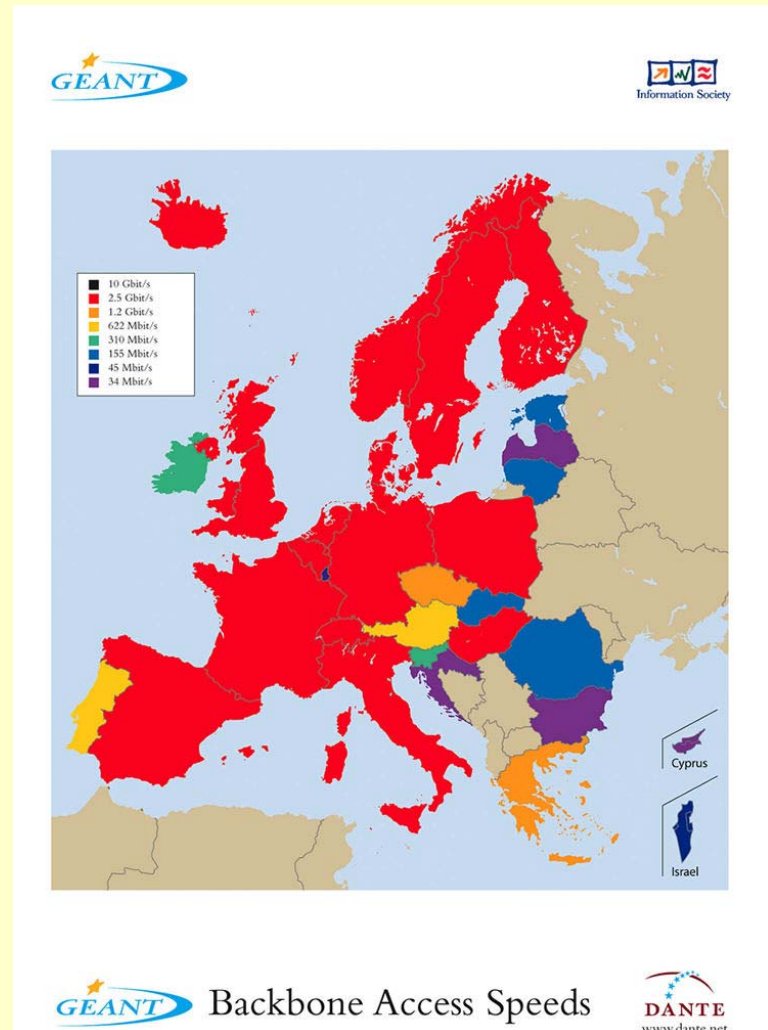 GEANT
Information Society
10 Gbit/s
2.5 Gbit/s
1.2 Gbit/s
622 Mbit/s
310 Mbit/s
155 Mbit/s
45 Mbit/s
34 Mbit/s
Cyprus
Israel
GEANT Backbone Access Speeds
DANTE
www.dante.net